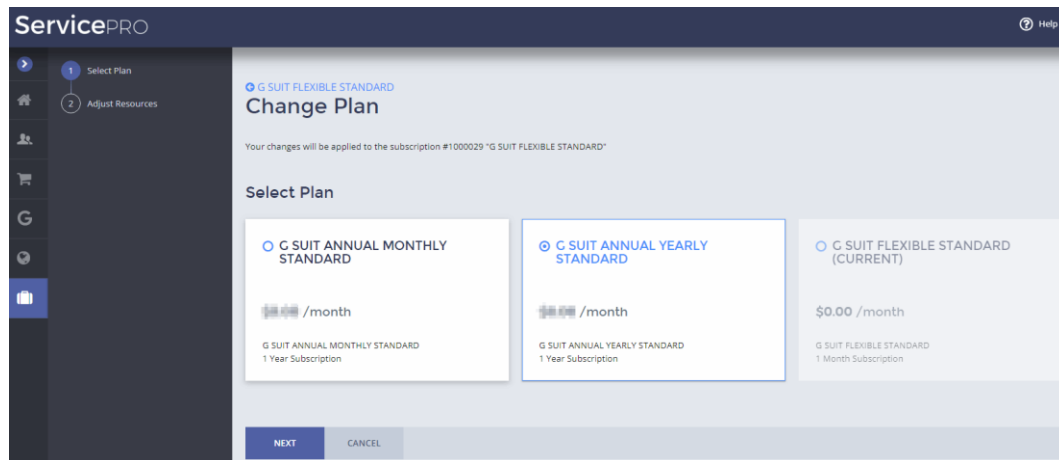 ServicePRO
Help
1 Select Plan
2 Adjust Resources
G SUIT FLEXIBLE STANDARD
Change Plan
Your changes will be applied to the subscription #1000029 "G SUIT FLEXIBLE STANDARD"
Select Plan
G SUIT ANNUAL MONTHLY
STANDARD
/month
G SUIT ANNUAL MONTHLY STANDARD
1 Year Subscription
G SUIT ANNUAL YEARLY
STANDARD
/month
G SUIT ANNUAL YEARLY STANDARD
1 Year Subscription
G SUIT FLEXIBLE STANDARD
(CURRENT)
$0.00 /month
G SUIT FLEXIBLE STANDARD
1 Month Subscription
NEXT
CANCEL